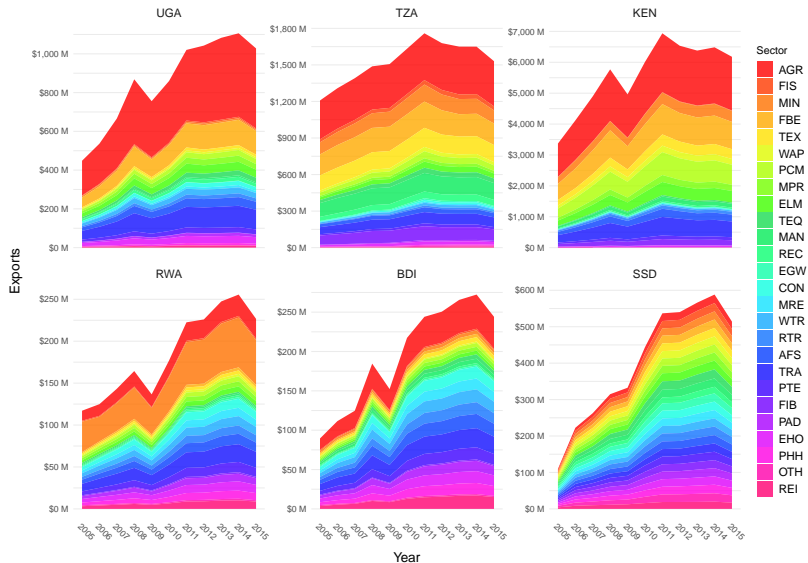 UGA
TZA
KEN
$0 M
$200 M
$400 M
$600 M
$800 M
$1,000 M
$0 M
$300 M
$600 M
$900 M
$1,200 M
$1,500 M
$1,800 M
$0 M
$1,000 M
$2,000 M
$3,000 M
$4,000 M
$5,000 M
$6,000 M
$7,000 M
RWA
BDI
SSD
$0 M
$50 M
$100 M
$150 M
$200 M
$250 M
$0 M
$50 M
$100 M
$150 M
$200 M
$250 M
$0 M
$100 M
$200 M
$300 M
$400 M
$500 M
$600 M
2005 2006 2007 2008 2009 2010 2011 2012 2013 2014 2015
2005 2006 2007 2008 2009 2010 2011 2012 2013 2014 2015
2005 2006 2007 2008 2009 2010 2011 2012 2013 2014 2015
Exports
Year
Sector
AGR
FIS
MIN
FBE
TEX
WAP
PCM
MPR
ELM
TEQ
MAN
REC
EGW
CON
MRE
WTR
RTR
AFS
TRA
PTE
FIB
PAD
EHO
PHH
OTH
REI